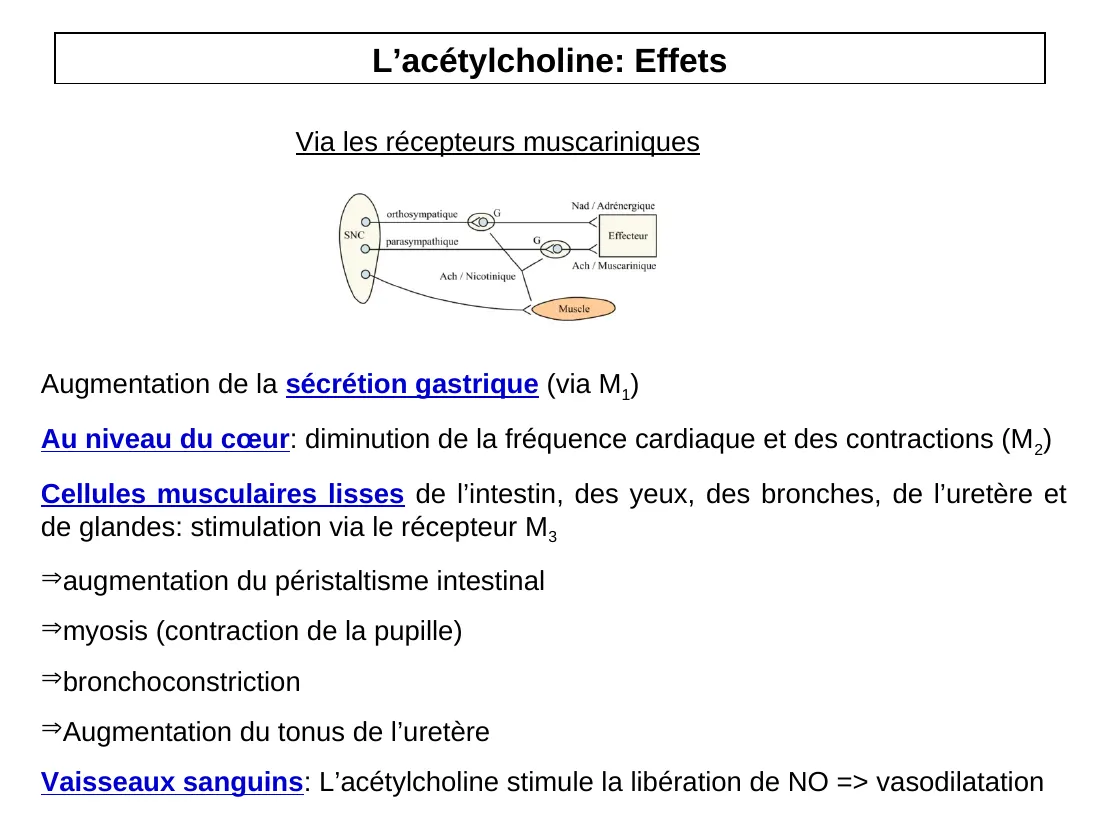 L’acétylcholine: Effets
Via les récepteurs muscariniques
Nad / Adrénergique
orthosympatique
G
SNC
Effecteur
parasympathique
G
Ach / Muscarinique
Ach / Nicotinique
Muscle
Augmentation de la sécrétion gastrique (via M1)
Au niveau du cœur: diminution de la fréquence cardiaque et des contractions (M2)
Cellules musculaires lisses de l’intestin, des yeux, des bronches, de l’uretère et
de glandes: stimulation via le récepteur M3
⇒augmentation du péristaltisme intestinal
⇒myosis (contraction de la pupille)
⇒bronchoconstriction
⇒Augmentation du tonus de l’uretère
Vaisseaux sanguins: L’acétylcholine stimule la libération de NO => vasodilatation